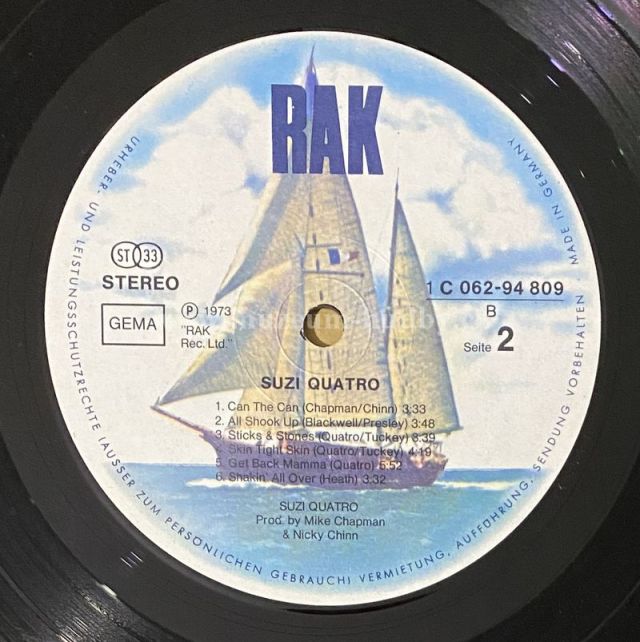 RAK
URHEBER- UND LEISTUNGSSCHUTZRECHTE (AUSSER ZUM PERSÖNLICHEN GEBRAUCH) VERMIETUNG, AUFFÜHRUNG, SENDUNG VORBEHALTEN · MADE IN GERMANY
ST 33
STEREO
1 C 062-94 809
GEMA
℗ 1973
"RAK
Rec. Ltd."
B
Seite 2
SUZI QUATRO
1. Can The Can (Chapman/Chinn) 3:33
2. All Shook Up (Blackwell/Presley) 3:48
3. Sticks & Stones (Quatro/Tuckey) 3:39
4. Skin Tight Skin (Quatro/Tuckey) 4:19
5. Get Back Mamma (Quatro) 5:52
6. Shakin' All Over (Heath) 3:32
SUZI QUATRO
Prod. by Mike Chapman
& Nicky Chinn